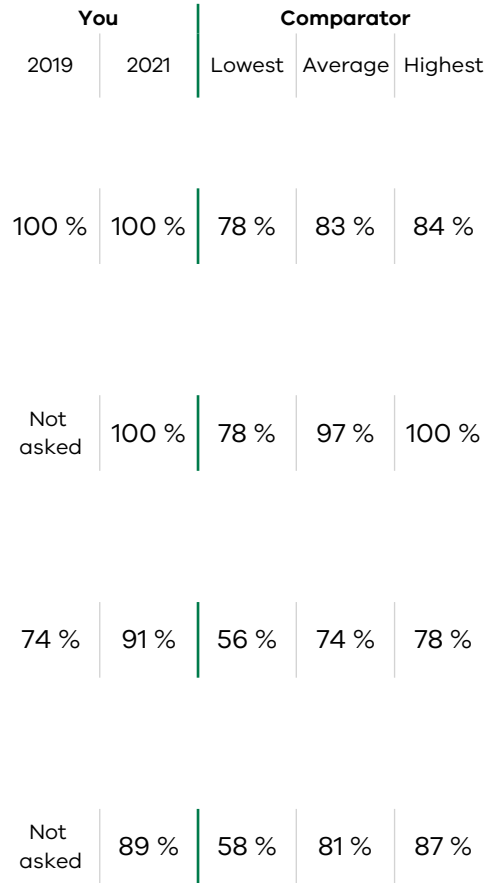 You Comparator
2019 2021 Lowest Average Highest
100 % 100 % 78 % 83 % 84 %
Not
asked 100 % 78 % 97 % 100 %
74 % 91 % 56 % 74 % 78 %
Not
asked 89 % 58 % 81 % 87 %